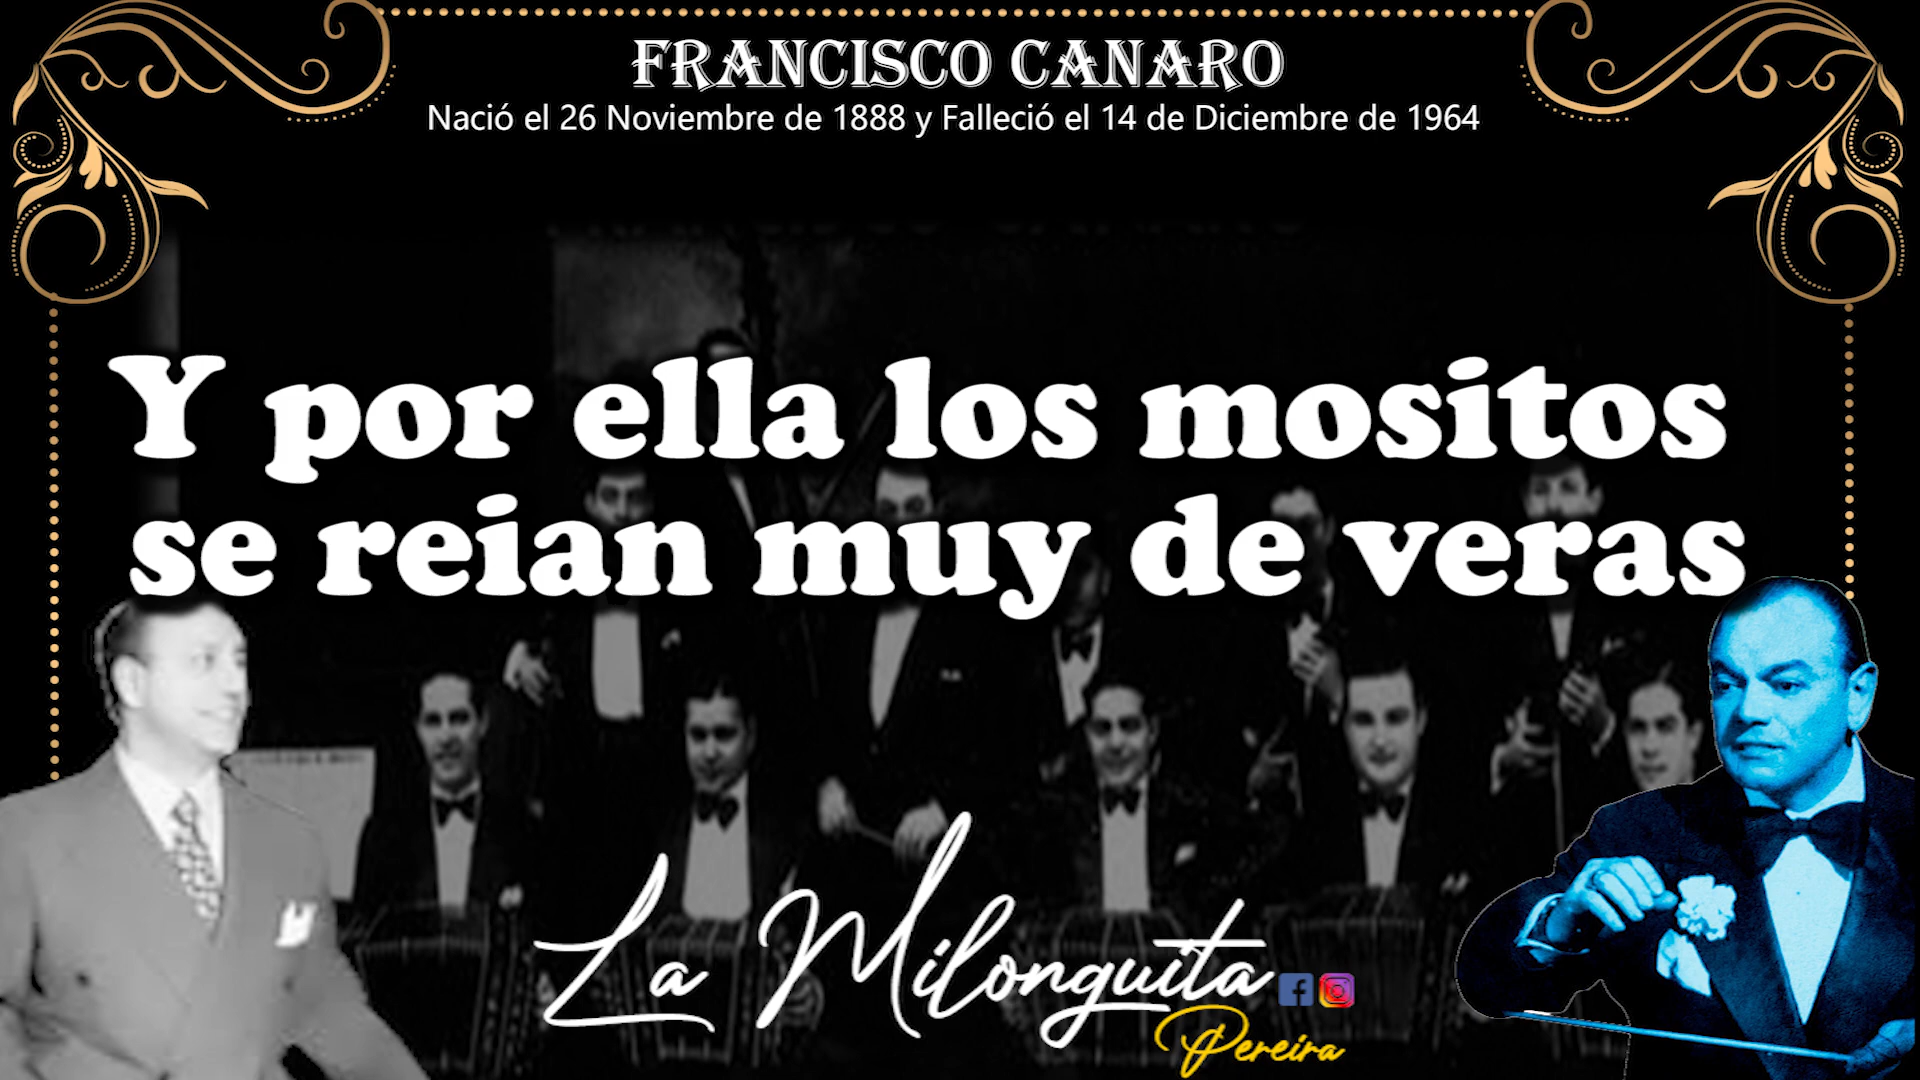 FRANCISCO CANARO
Nació el 26 Noviembre de 1888 y Falleció el 14 de Diciembre de 1964
Y por ella los mositos
se reian muy de veras
La Milonguita
Pereira